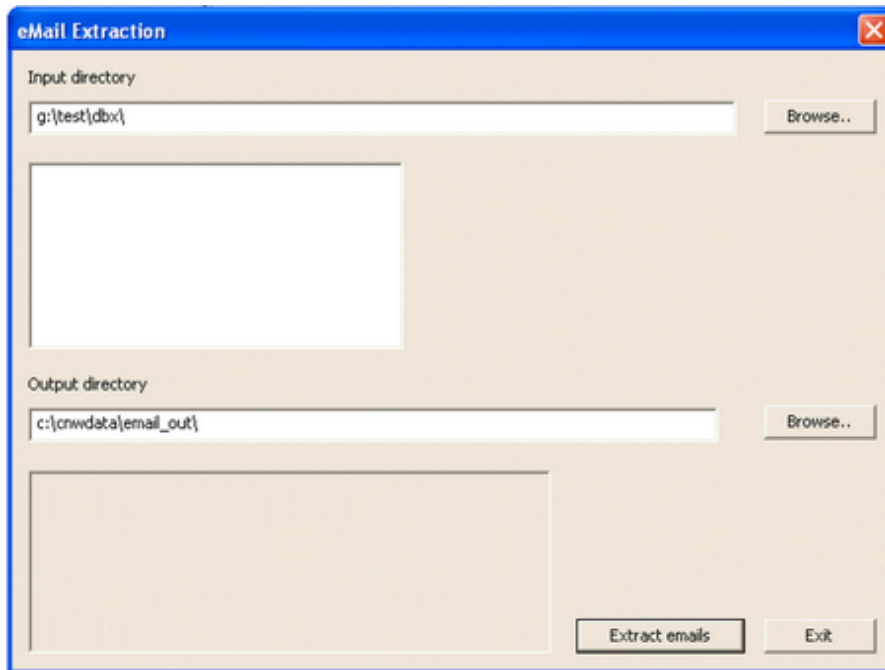 eMail Extraction
Input directory
g:\test\dbx\
Browse..
Output directory
c:\cnwdata\email_out\
Browse..
Extract emails
Exit